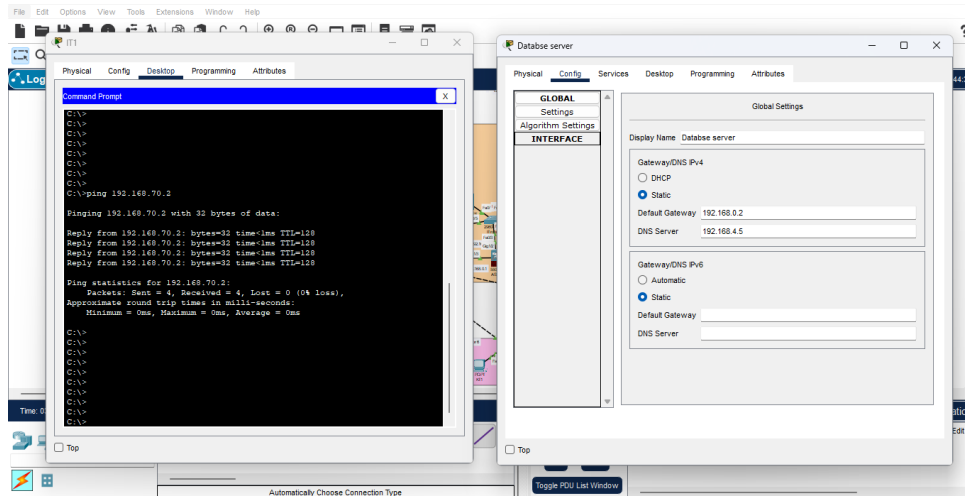 File Edit Options View Tools Extensions Window Help
IT1
Physical Config Desktop Programming Attributes
Command Prompt X
C:\>
C:\>
C:\>
C:\>
C:\>
C:\>
C:\>
C:\>
C:\>ping 192.168.70.2
Pinging 192.168.70.2 with 32 bytes of data:
Reply from 192.168.70.2: bytes=32 time<1ms TTL=128
Reply from 192.168.70.2: bytes=32 time<1ms TTL=128
Reply from 192.168.70.2: bytes=32 time<1ms TTL=128
Reply from 192.168.70.2: bytes=32 time<1ms TTL=128
Ping statistics for 192.168.70.2:
Packets: Sent = 4, Received = 4, Lost = 0 (0% loss),
Approximate round trip times in milli-seconds:
Minimum = 0ms, Maximum = 0ms, Average = 0ms
C:\>
C:\>
C:\>
C:\>
C:\>
C:\>
C:\>
C:\>
C:\>
C:\>
Top
Databse server
Physical Config Services Desktop Programming Attributes
GLOBAL
Settings
Algorithm Settings
INTERFACE
Global Settings
Display Name Databse server
Gateway/DNS IPv4
DHCP
Static
Default Gateway 192.168.0.2
DNS Server 192.168.4.5
Gateway/DNS IPv6
Automatic
Static
Default Gateway
DNS Server
Top
Log
Time: 0
Edit
Toggle PDU List Window
Automatically Choose Connection Type